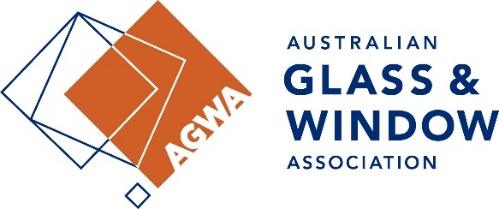 AGWA
AUSTRALIAN
GLASS &
WINDOW
ASSOCIATION